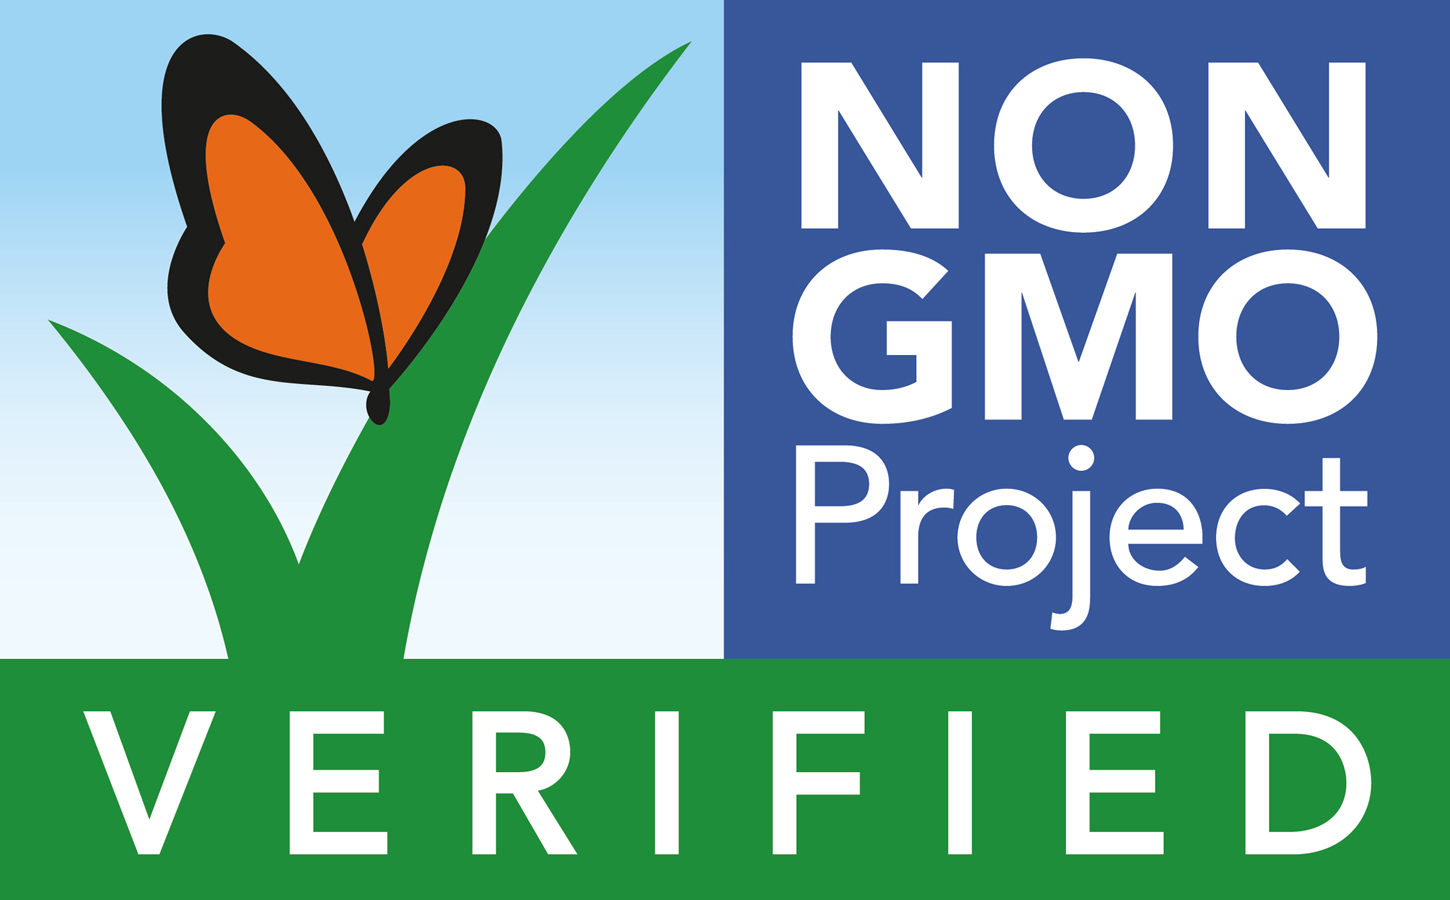 NON
GMO
Project
VERIFIED